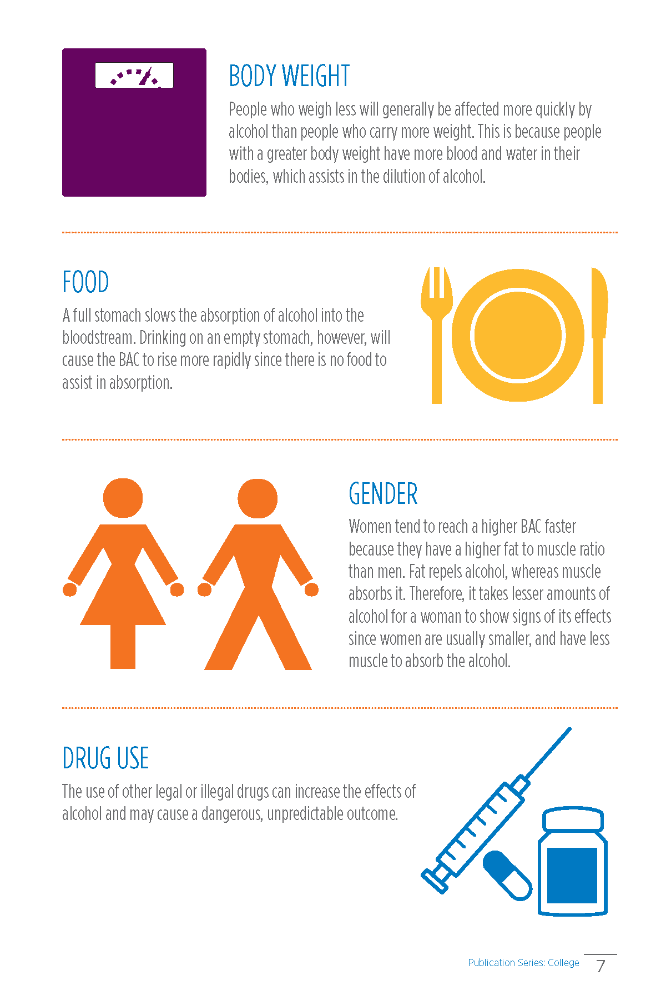 BODY WEIGHT
People who weigh less will generally be affected more quickly by
alcohol than people who carry more weight. This is because people
with a greater body weight have more blood and water in their
bodies, which assists in the dilution of alcohol.
FOOD
A full stomach slows the absorption of alcohol into the
bloodstream. Drinking on an empty stomach, however, will
cause the BAC to rise more rapidly since there is no food to
assist in absorption.
GENDER
Women tend to reach a higher BAC faster
because they have a higher fat to muscle ratio
than men. Fat repels alcohol, whereas muscle
absorbs it. Therefore, it takes lesser amounts of
alcohol for a woman to show signs of its effects
since women are usually smaller, and have less
muscle to absorb the alcohol.
DRUG USE
The use of other legal or illegal drugs can increase the effects of
alcohol and may cause a dangerous, unpredictable outcome.
Publication Series: College 7